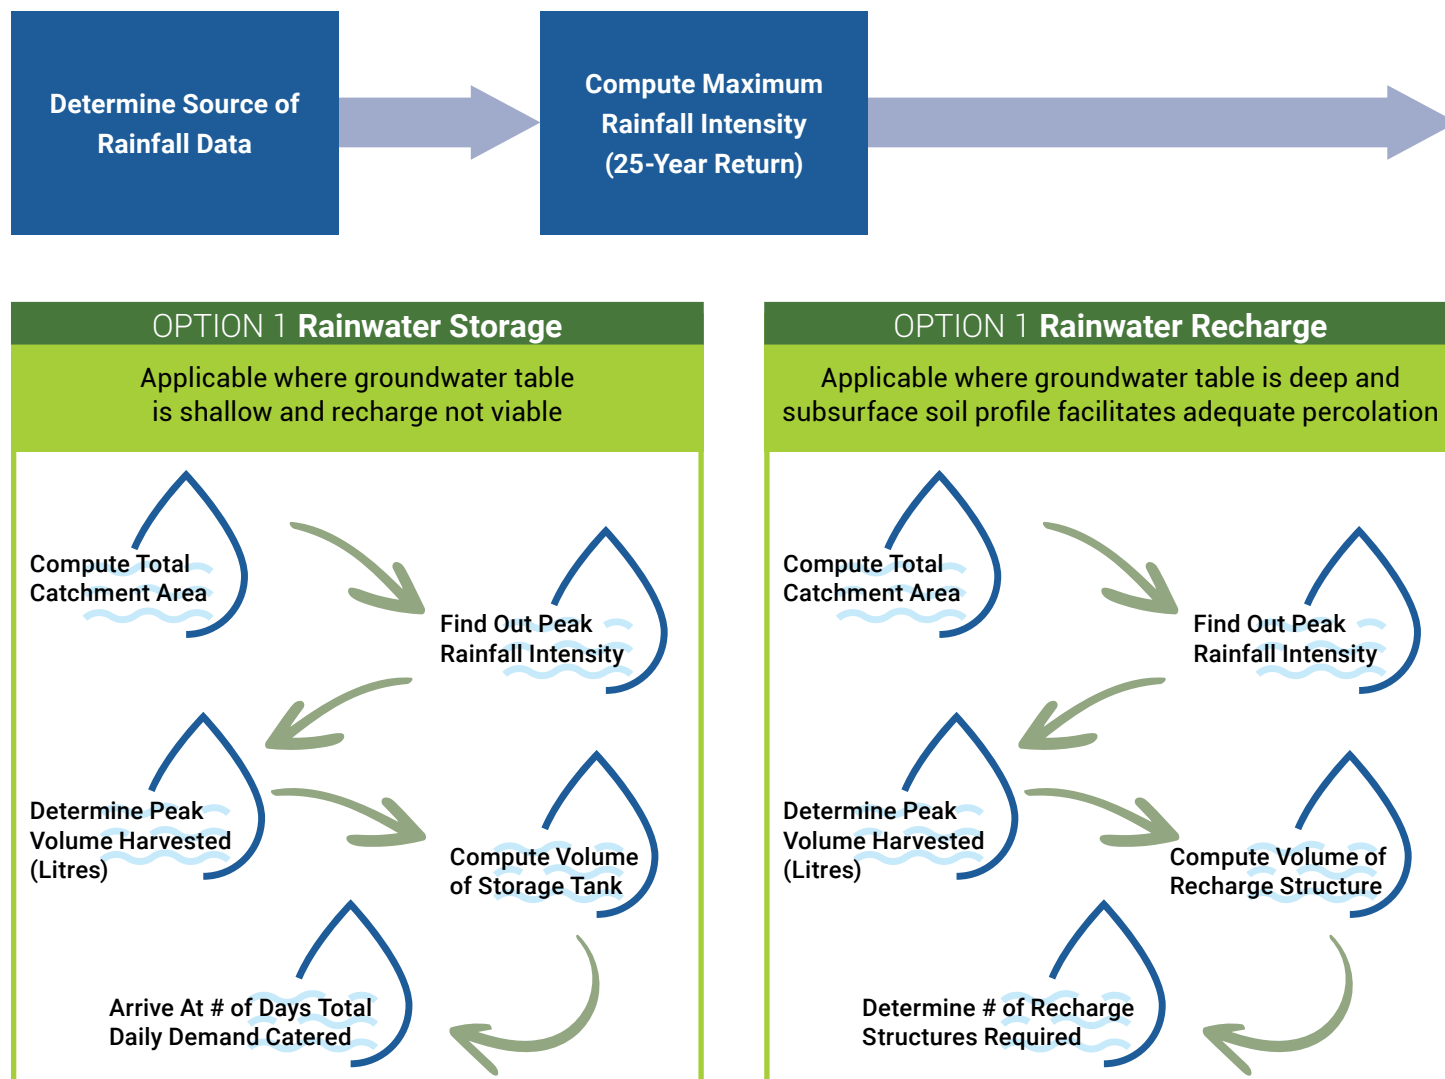 Determine Source of
Rainfall Data
Compute Maximum
Rainfall Intensity
(25-Year Return)
OPTION 1 Rainwater Storage
Applicable where groundwater table
is shallow and recharge not viable
Compute Total
Catchment Area
Find Out Peak
Rainfall Intensity
Determine Peak
Volume Harvested
(Litres)
Compute Volume
of Storage Tank
Arrive At # of Days Total
Daily Demand Catered
OPTION 1 Rainwater Recharge
Applicable where groundwater table is deep and
subsurface soil profile facilitates adequate percolation
Compute Total
Catchment Area
Find Out Peak
Rainfall Intensity
Determine Peak
Volume Harvested
(Litres)
Compute Volume of
Recharge Structure
Determine # of Recharge
Structures Required